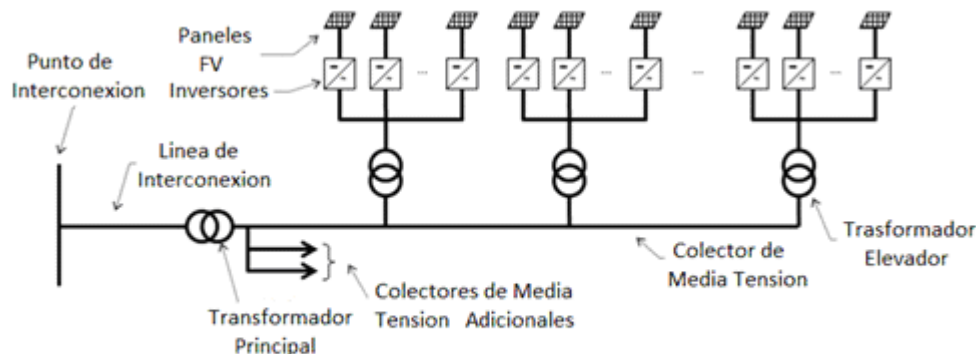 Paneles
FV
Inversores
Punto de
Interconexion
Linea de
Interconexion
Transformador
Principal
Colectores de Media
Tension Adicionales
Colector de
Media Tension
Trasformador
Elevador